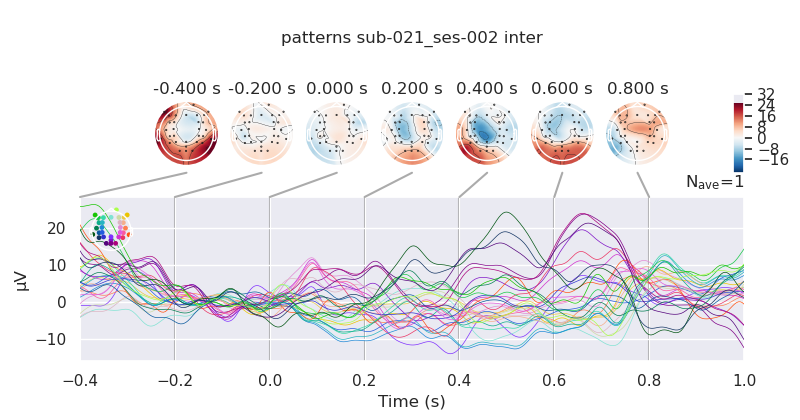 patterns sub-021_ses-002 inter
-0.400 s -0.200 s 0.000 s 0.200 s 0.400 s 0.600 s 0.800 s
32
24
16
8
0
−8
−16
Nave=1
20
10
0
−10
µV
−0.4 −0.2 0.0 0.2 0.4 0.6 0.8 1.0
Time (s)